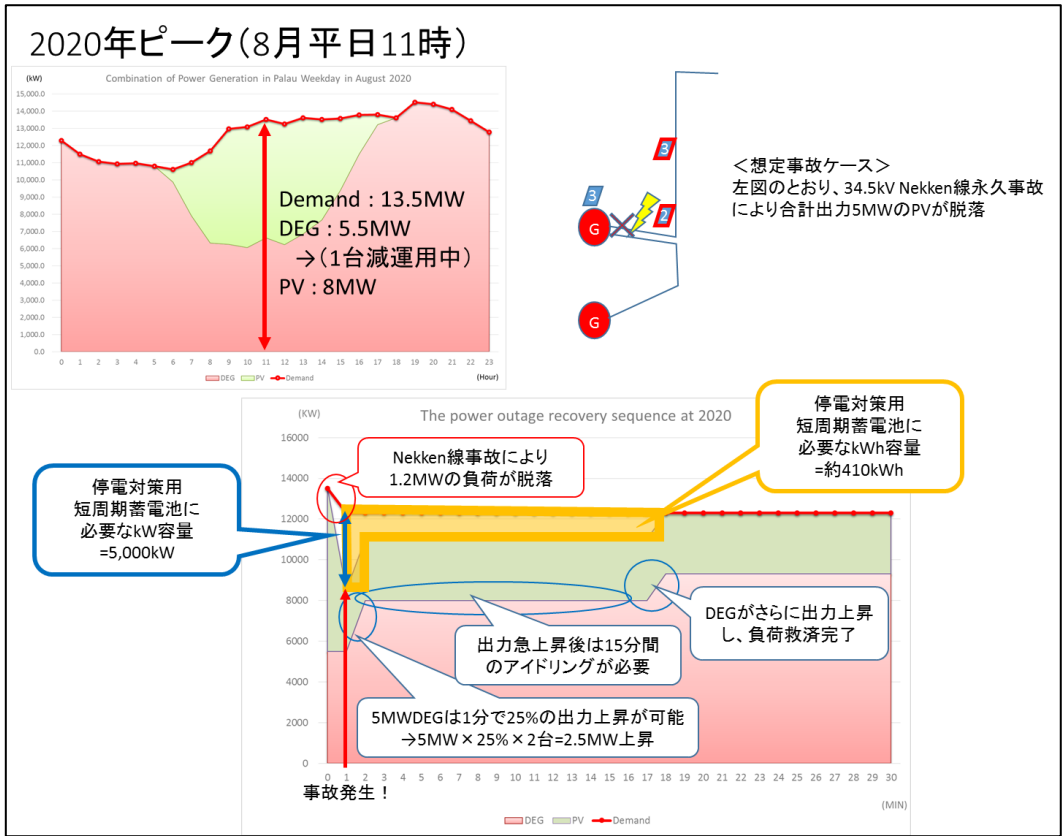 2020年ピーク(8月平日11時)
(kW)
Combination of Power Generation in Palau Weekday in August 2020
15,000.0
14,000.0
13,000.0
12,000.0
11,000.0
10,000.0
9,000.0
8,000.0
7,000.0
6,000.0
5,000.0
4,000.0
3,000.0
2,000.0
1,000.0
0.0
0 1 2 3 4 5 6 7 8 9 10 11 12 13 14 15 16 17 18 19 20 21 22 23
(Hour)
DEG PV Demand
Demand : 13.5MW
DEG : 5.5MW
→(1台減運用中)
PV : 8MW
3
3
2
G
G
<想定事故ケース>
左図のとおり、34.5kV Nekken線永久事故
により合計出力5MWのPVが脱落
(KW)
The power outage recovery sequence at 2020
16000
14000
12000
10000
8000
6000
4000
2000
0
0 1 2 3 4 5 6 7 8 9 10 11 12 13 14 15 16 17 18 19 20 21 22 23 24 25 26 27 28 29 30
(MIN)
DEG PV Demand
Nekken線事故により
1.2MWの負荷が脱落
停電対策用
短周期蓄電池に
必要なkWh容量
=約410kWh
停電対策用
短周期蓄電池に
必要なkW容量
=5,000kW
DEGがさらに出力上昇
し、負荷救済完了
出力急上昇後は15分間
のアイドリングが必要
5MWDEGは1分で25%の出力上昇が可能
→5MW×25%×2台=2.5MW上昇
事故発生!